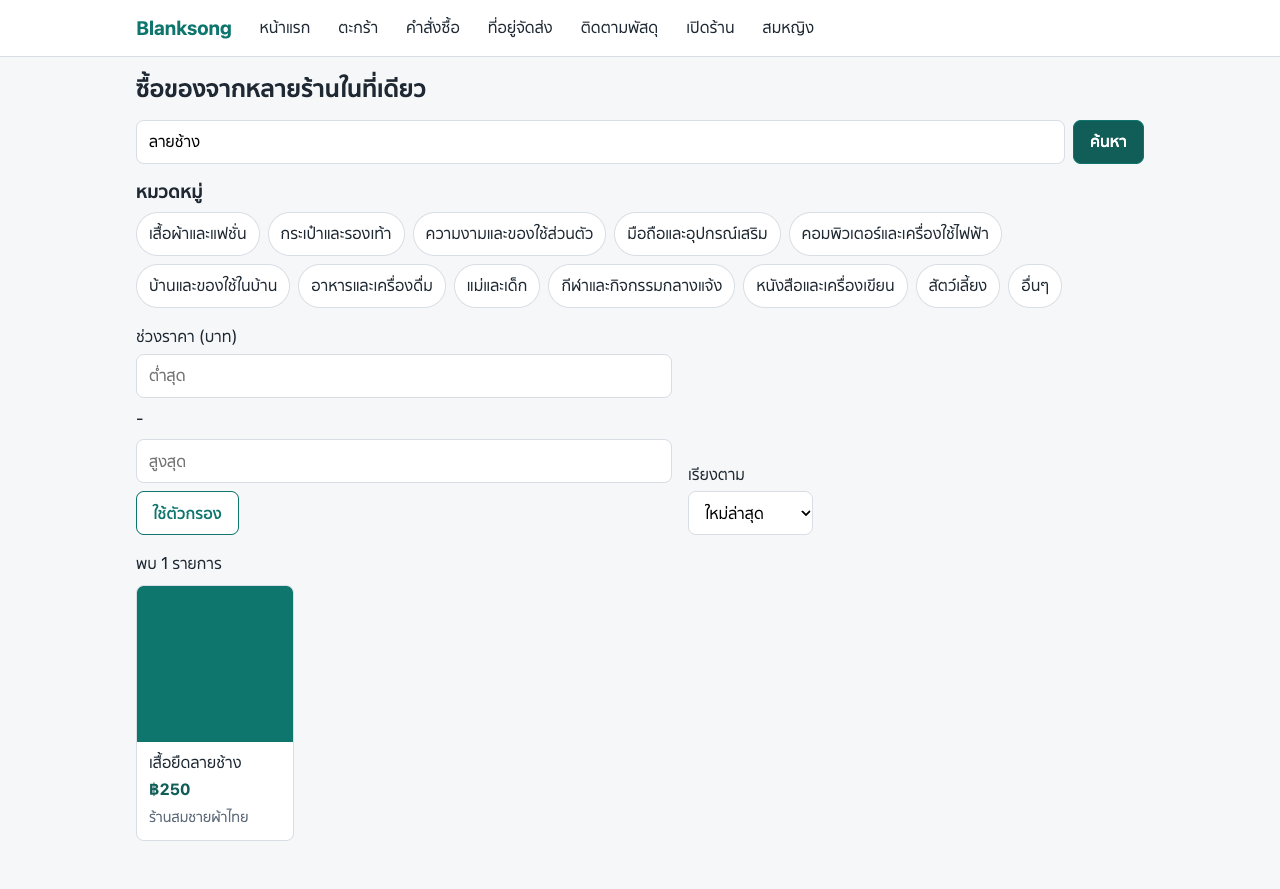 Blanksong หน้าแรก ตะกร้า คำสั่งซื้อ ที่อยู่จัดส่ง ติดตามพัสดุ เปิดร้าน สมหญิง
ซื้อของจากหลายร้านในที่เดียว
ลายช้าง ค้นหา
หมวดหมู่
เสื้อผ้าและแฟชั่น กระเป๋าและรองเท้า ความงามและของใช้ส่วนตัว มือถือและอุปกรณ์เสริม คอมพิวเตอร์และเครื่องใช้ไฟฟ้า
บ้านและของใช้ในบ้าน อาหารและเครื่องดื่ม แม่และเด็ก กีฬาและกิจกรรมกลางแจ้ง หนังสือและเครื่องเขียน สัตว์เลี้ยง อื่นๆ
ช่วงราคา (บาท)
ต่ำสุด
-
สูงสุด
เรียงตาม
ใช้ตัวกรอง ใหม่ล่าสุด
พบ 1 รายการ
เสื้อยืดลายช้าง
฿250
ร้านสมชายผ้าไทย